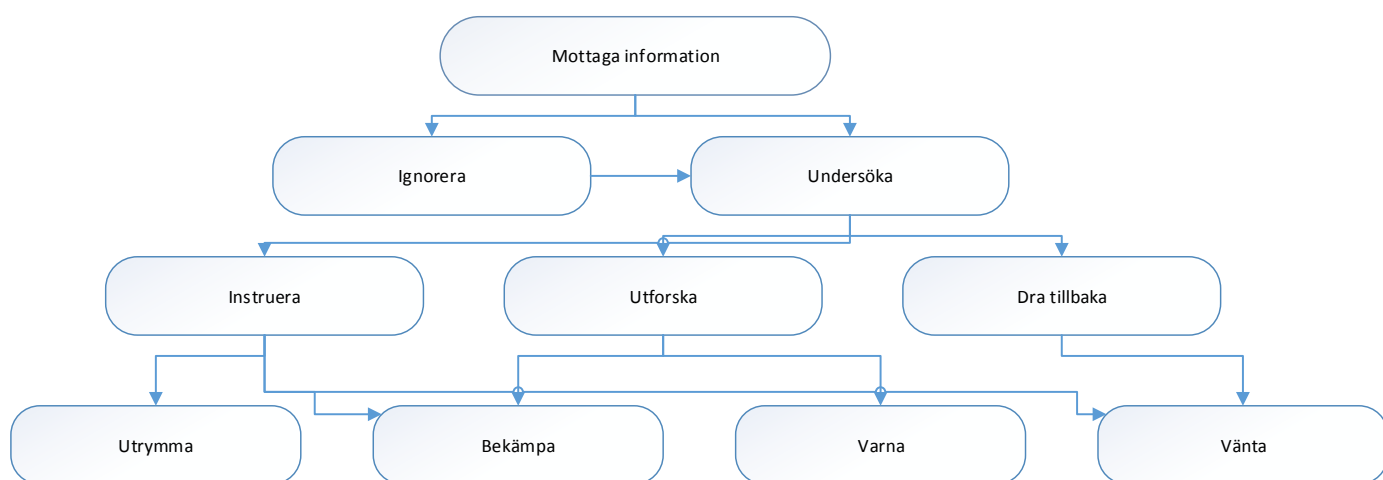 Mottaga information
Ignorera
Undersöka
Instruera
Utforska
Dra tillbaka
Utrymma
Bekämpa
Varna
Vänta